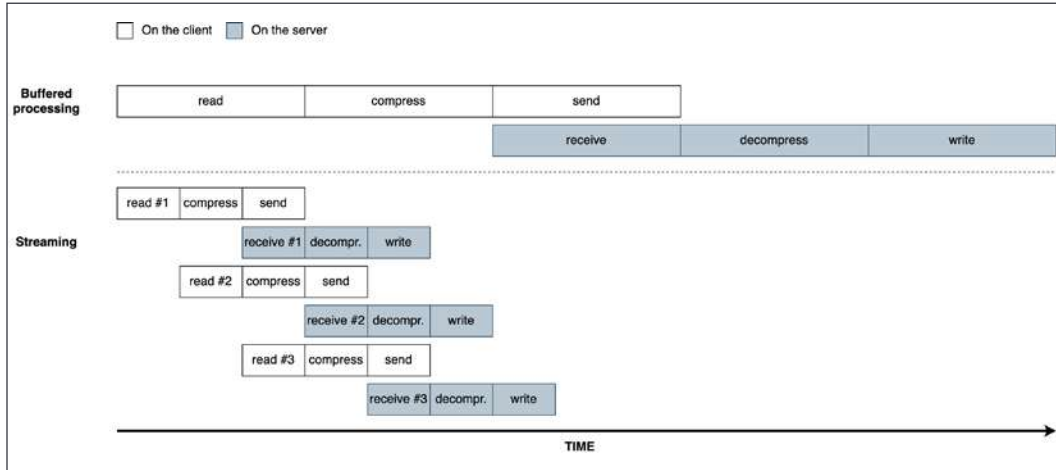 On the client On the server
Buffered
processing
read compress send
receive decompress write
read #1 compress send
Streaming
receive #1 decompr. write
read #2 compress send
receive #2 decompr. write
read #3 compress send
receive #3 decompr. write
TIME